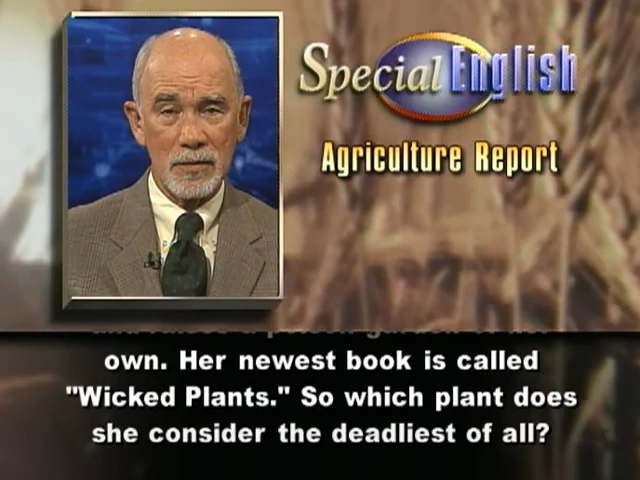 Special English
Agriculture Report
own. Her newest book is called
"Wicked Plants." So which plant does
she consider the deadliest of all?